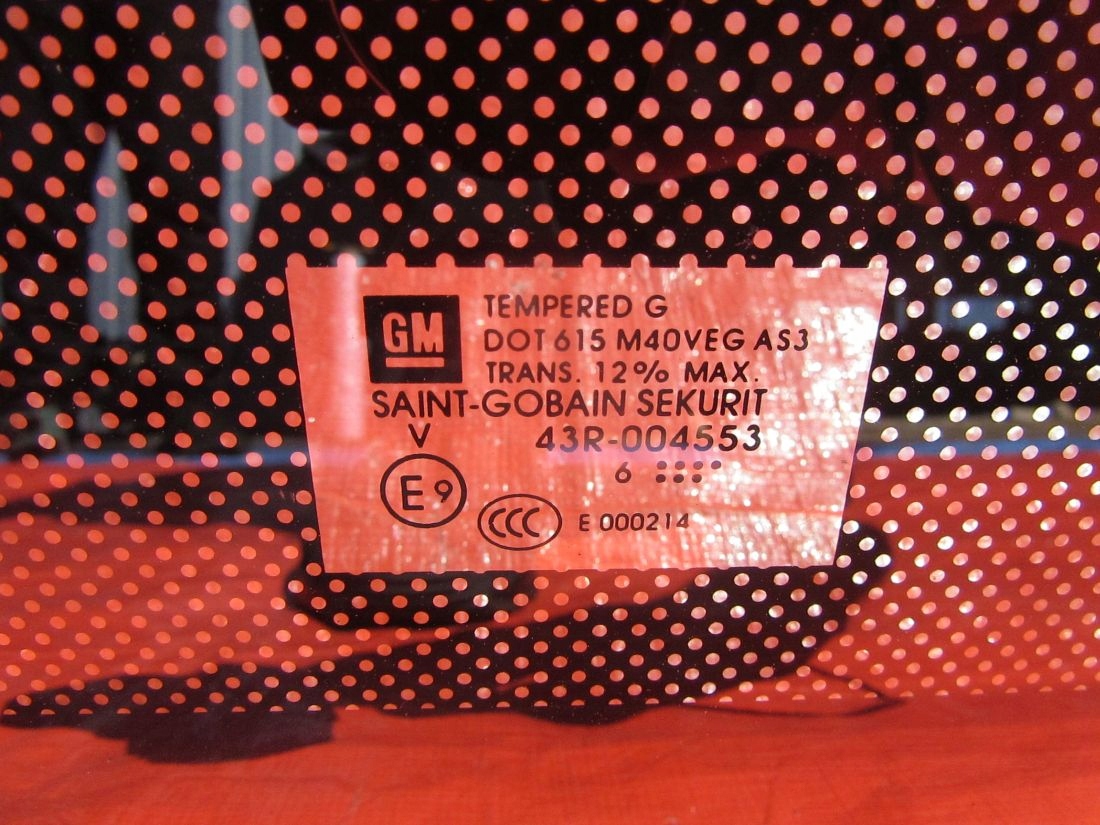 GM
TEMPERED G
DOT 615 M40VEG AS3
TRANS. 12% MAX.
SAINT-GOBAIN SEKURIT
V 43R-004553
6
E9
CCC E 000214